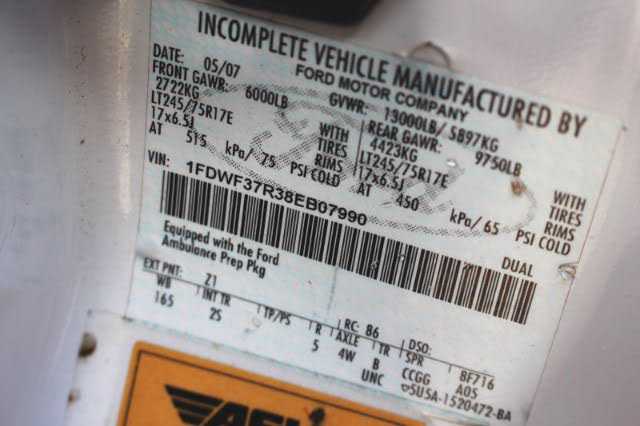 INCOMPLETE VEHICLE MANUFACTURED BY
FORD MOTOR COMPANY
DATE: 05/07 GVWR: 13000LB/ 5897KG
FRONT GAWR: 6000LB REAR GAWR: 9750LB
2722KG WITH 4423KG WITH
LT245/75R17E TIRES LT245/75R17E TIRES
17x6.5J RIMS 17x6.5J RIMS
AT 515 kPa/ 75 PSI COLD AT 450 kPa/ 65 PSI COLD
VIN: 1FDWF37R38EB07990 DUAL
Equipped with the Ford
Ambulance Prep Pkg
EXT PNT: Z1 RC: 86 DSO:
WB INT TR TP/PS R AXLE TR SPR
165 2S 5 4W B CCGG BF716
UNC A05
5U5A-1520472-BA